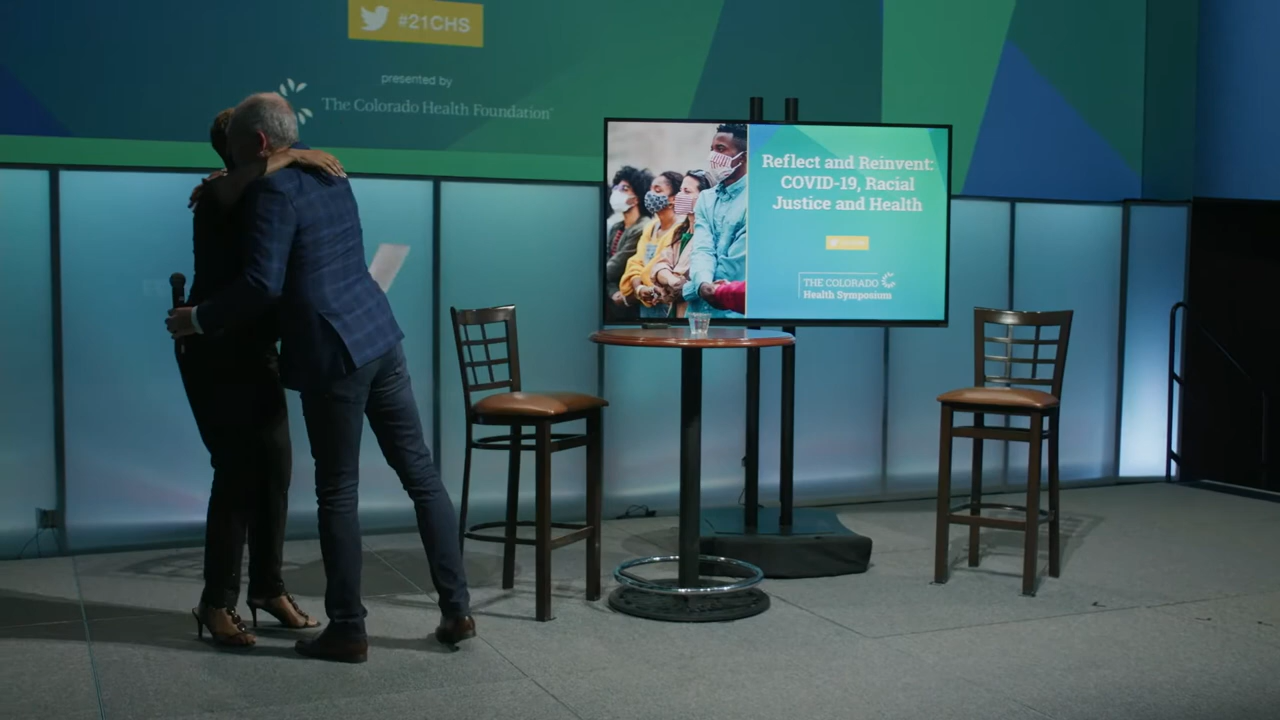 #21CHS
presented by
The Colorado Health Foundation™
Reflect and Reinvent:
COVID-19, Racial
Justice and Health
THE COLORADO
Health Symposium